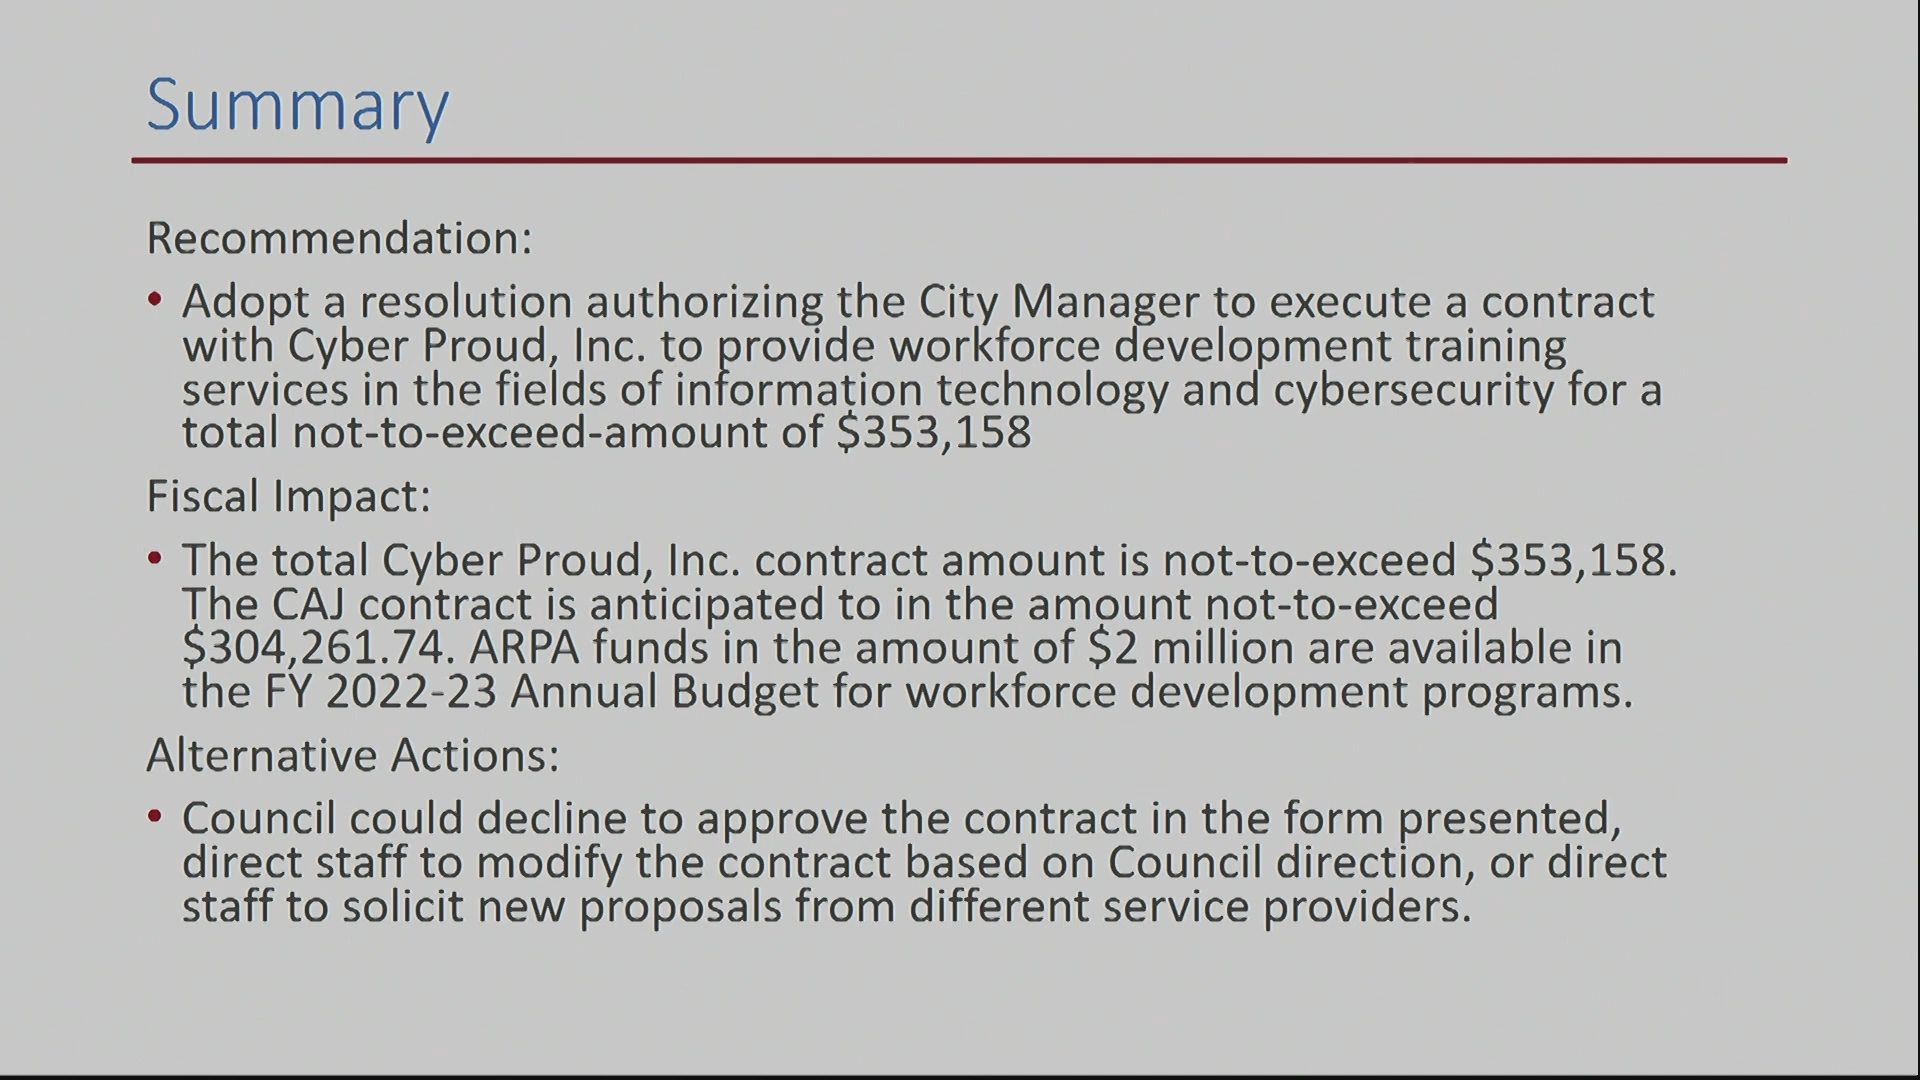 Summary
Recommendation:
• Adopt a resolution authorizing the City Manager to execute a contract
with Cyber Proud, Inc. to provide workforce development training
services in the fields of information technology and cybersecurity for a
total not-to-exceed-amount of $353,158
Fiscal Impact:
• The total Cyber Proud, Inc. contract amount is not-to-exceed $353,158.
The CAJ contract is anticipated to in the amount not-to-exceed
$304,261.74. ARPA funds in the amount of $2 million are available in
the FY 2022-23 Annual Budget for workforce development programs.
Alternative Actions:
• Council could decline to approve the contract in the form presented,
direct staff to modify the contract based on Council direction, or direct
staff to solicit new proposals from different service providers.